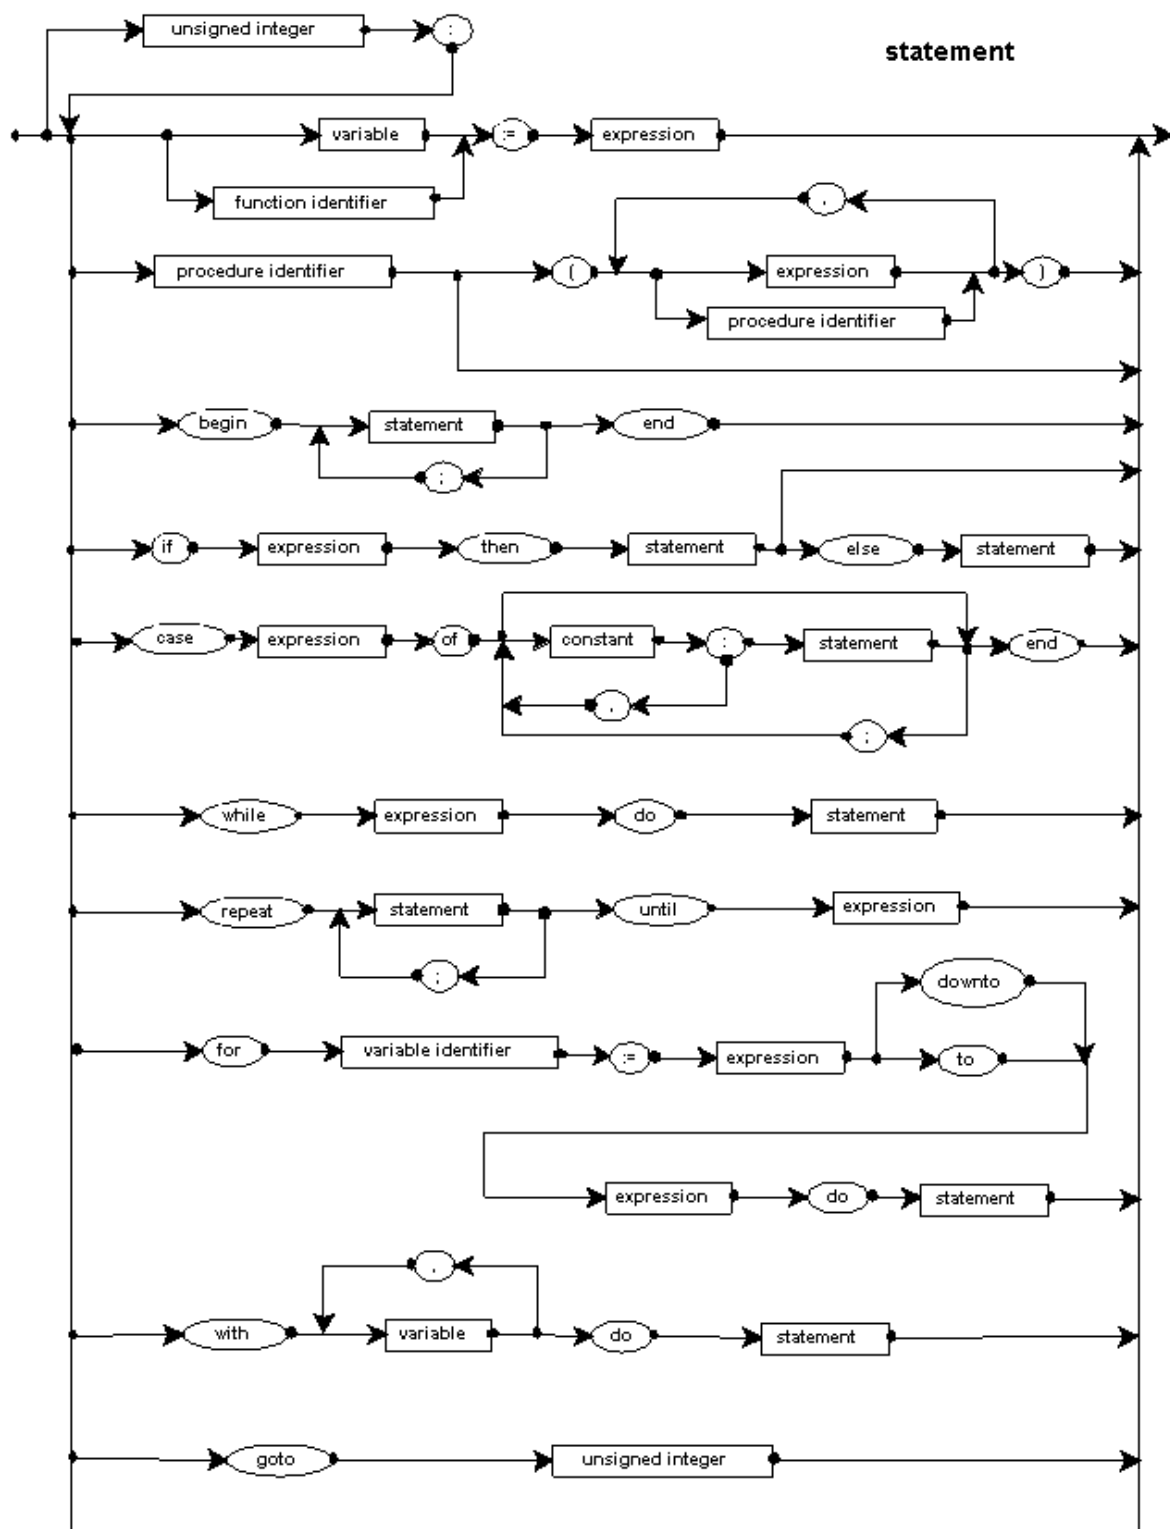 unsigned integer :
statement
variable := expression
function identifier ,
procedure identifier ( expression )
procedure identifier
begin statement end
;
if expression then statement else statement
case expression of constant : statement end
,
;
while expression do statement
repeat statement until expression
;
downto
for variable identifier := expression to
expression do statement
,
with variable do statement
goto unsigned integer